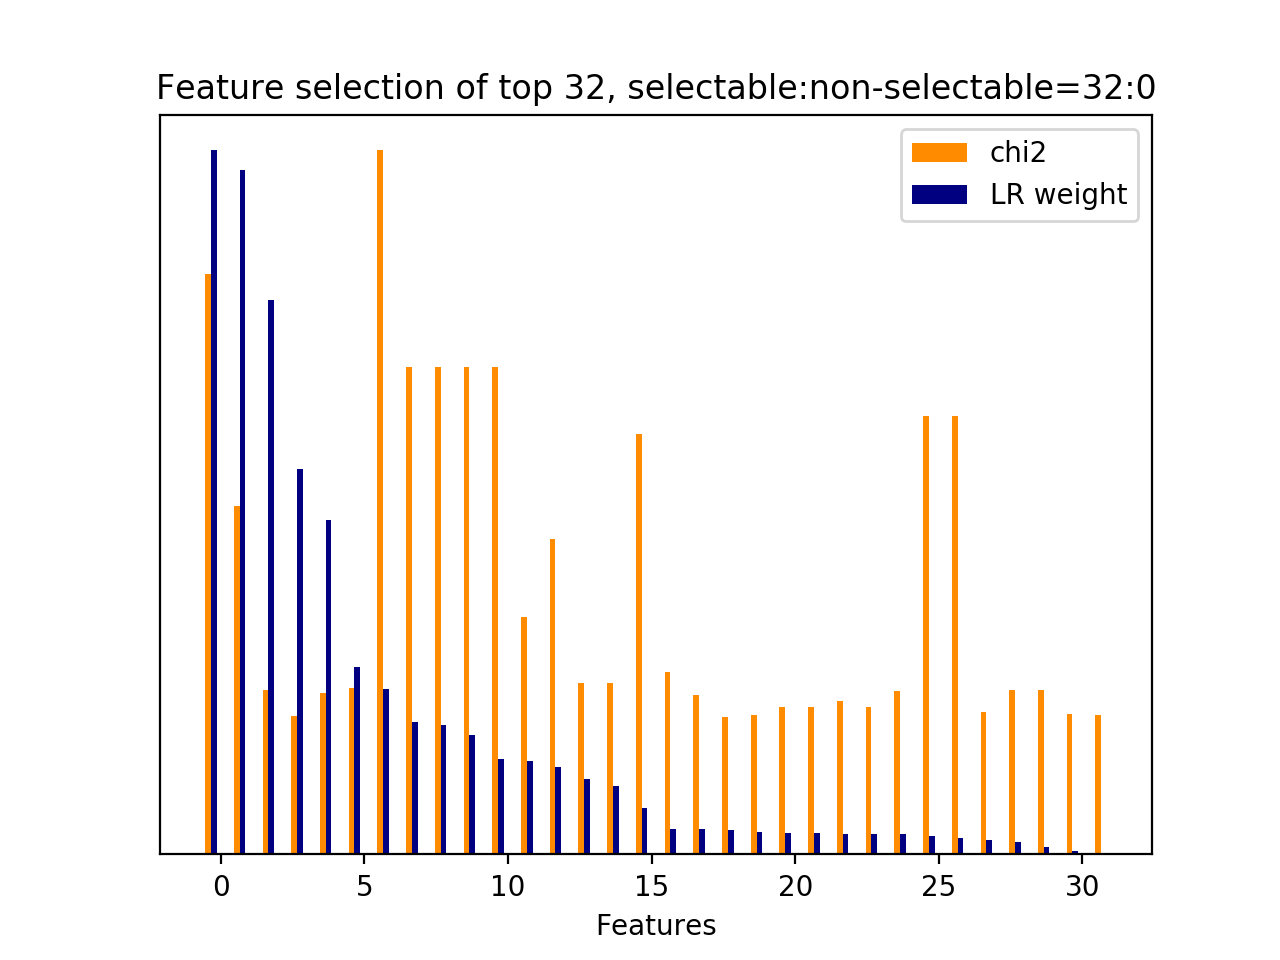 Feature selection of top 32, selectable:non-selectable=32:0
chi2
LR weight
0 5 10 15 20 25 30
Features